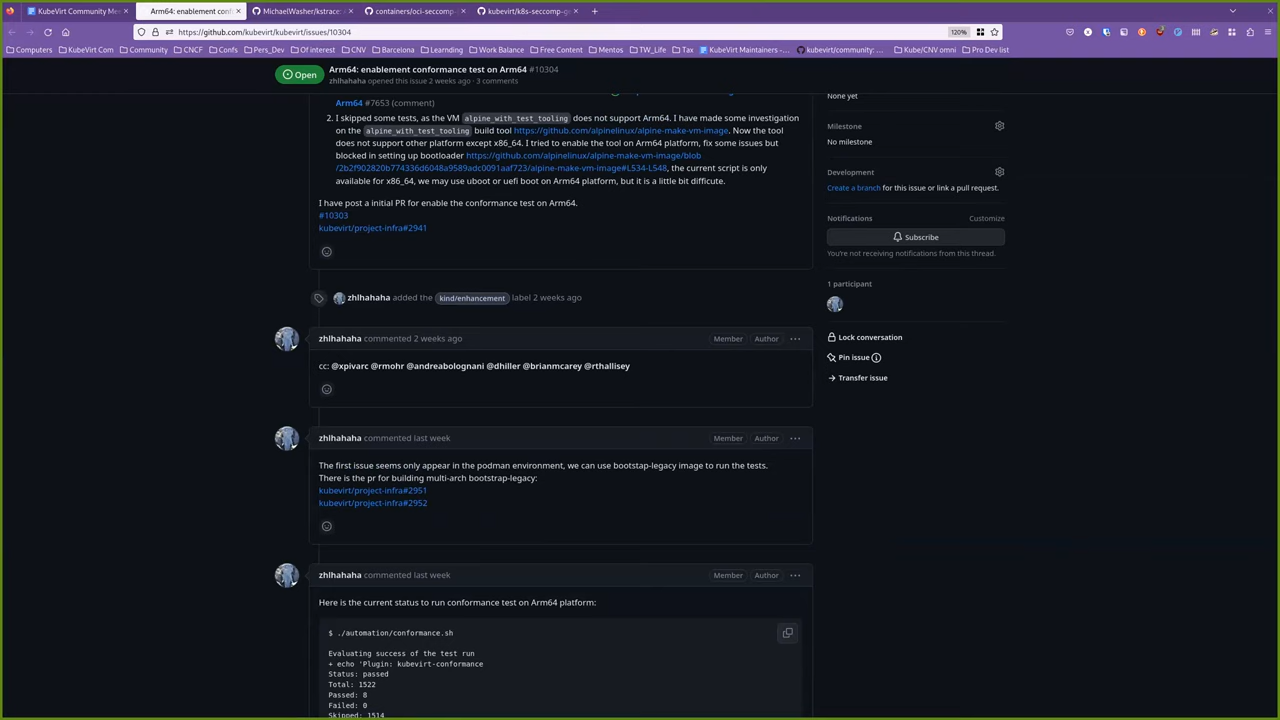 KubeVirt Community Me
Arm64: enablement conf
MichaelWasher/kstrace:
containers/oci-seccomp-
kubevirt/k8s-seccomp-ge
https://github.com/kubevirt/kubevirt/issues/10304
120%
Computers
KubeVirt Com
Community
CNCF
Confs
Pers_Dev
Of interest
CNV
Barcelona
Learnding
Work Balance
Free Content
Mentos
TW_Life
Tax
KubeVirt Maintainers -...
kubevirt/community: ...
Kube/CNV omni
Pro Dev list
Open
Arm64: enablement conformance test on Arm64 #10304
zhlhahaha opened this issue 2 weeks ago · 3 comments
Arm64 #7653 (comment)
2. I skipped some tests, as the VM alpine_with_test_tooling does not support Arm64. I have made some investigation
on the alpine_with_test_tooling build tool https://github.com/alpinelinux/alpine-make-vm-image. Now the tool
does not support other platform except x86_64. I tried to enable the tool on Arm64 platform, fix some issues but
blocked in setting up bootloader https://github.com/alpinelinux/alpine-make-vm-image/blob
/2b2f902820b774336d6048a9589adc0091aaf723/alpine-make-vm-image#L534-L548, the current script is only
available for x86_64, we may use uboot or uefi boot on Arm64 platform, but it is a little bit difficute.
I have post a initial PR for enable the conformance test on Arm64.
#10303
kubevirt/project-infra#2941
zhlhahaha added the kind/enhancement label 2 weeks ago
zhlhahaha commented 2 weeks ago
Member
Author
cc: @xpivarc @rmohr @andreabolognani @dhiller @brianmcarey @rthallisey
zhlhahaha commented last week
Member
Author
The first issue seems only appear in the podman environment, we can use bootstap-legacy image to run the tests.
There is the pr for building multi-arch bootstrap-legacy:
kubevirt/project-infra#2951
kubevirt/project-infra#2952
zhlhahaha commented last week
Member
Author
Here is the current status to run conformance test on Arm64 platform:
$ ./automation/conformance.sh
Evaluating success of the test run
+ echo 'Plugin: kubevirt-conformance
Status: passed
Total: 1522
Passed: 8
Failed: 0
Skipped: 1514
None yet
Milestone
No milestone
Development
Create a branch for this issue or link a pull request.
Notifications
Customize
Subscribe
You're not receiving notifications from this thread.
1 participant
Lock conversation
Pin issue
Transfer issue